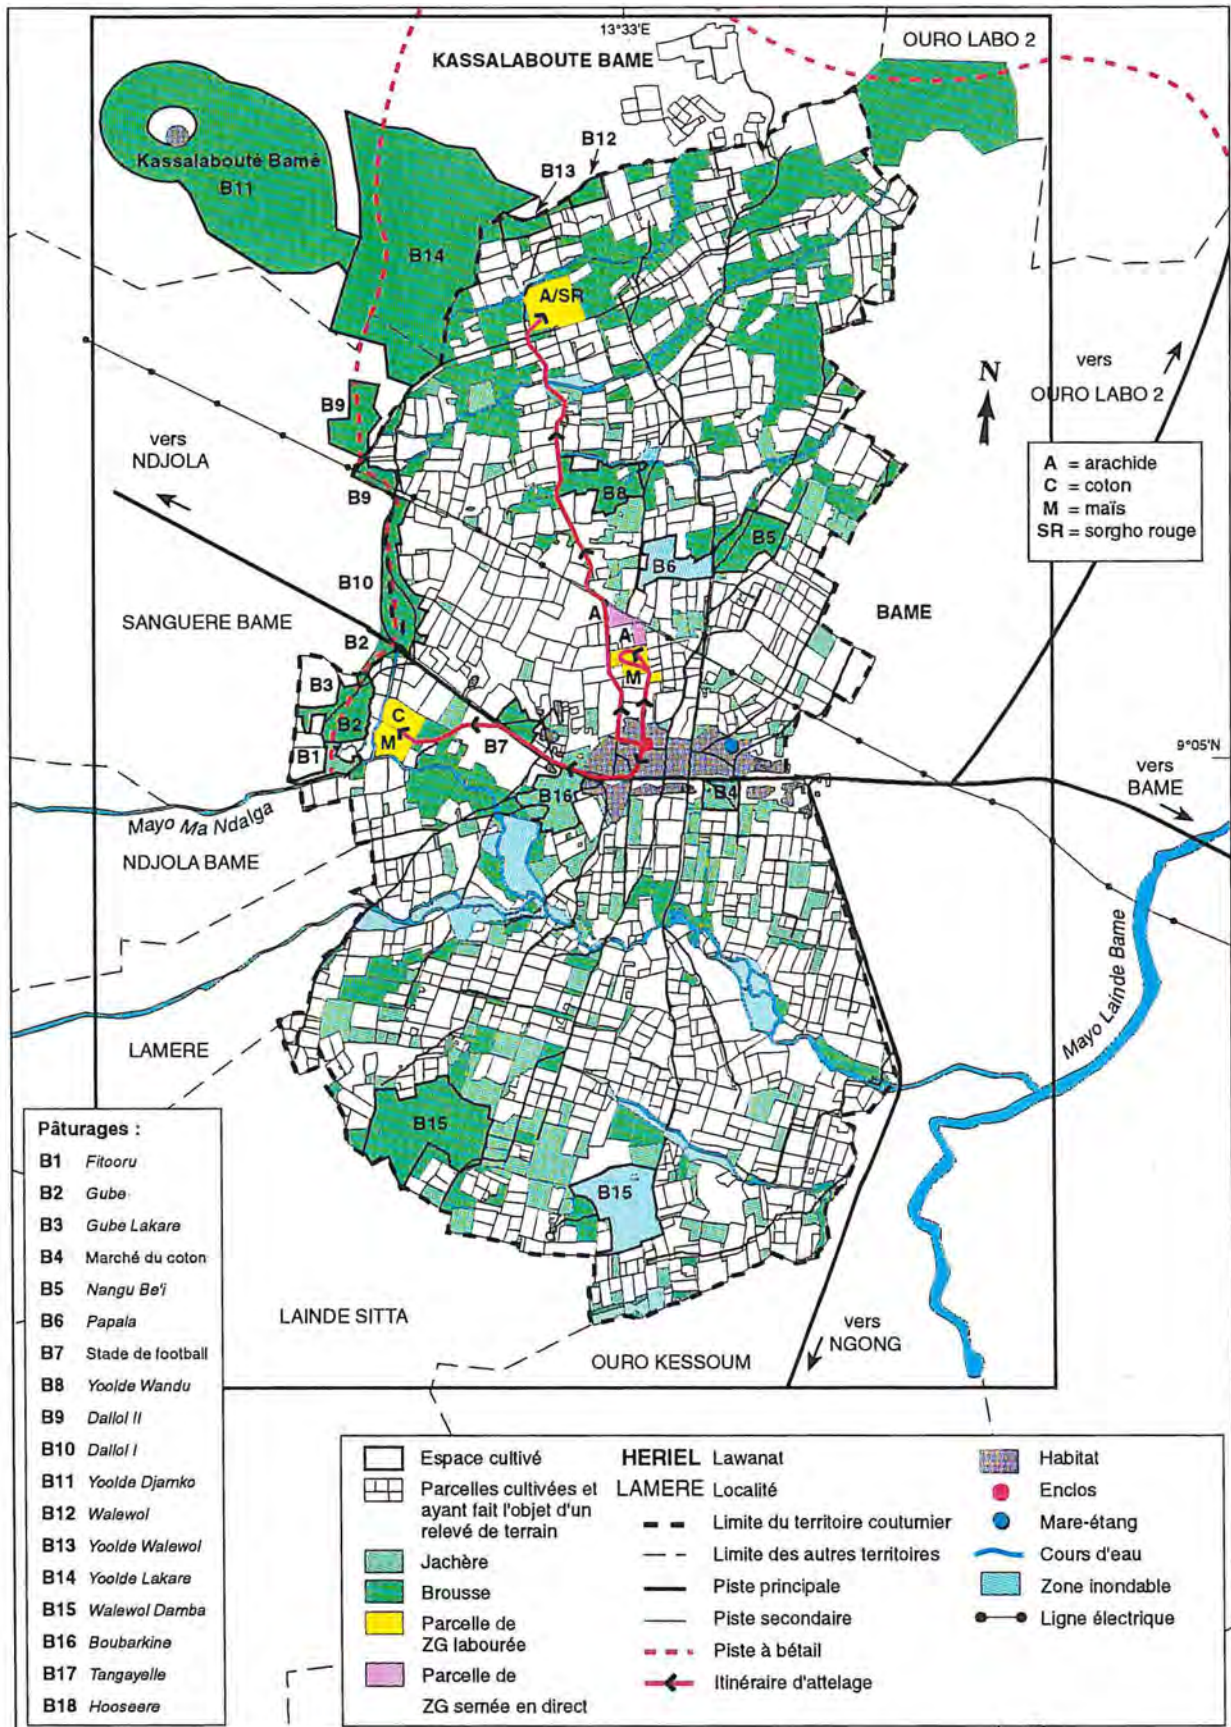 13°33'E
OURO LABO 2
KASSALABOUTE BAME
B12
B13
Kassalabouté Bamé
B11
B14
A/SR
vers
OURO LABO 2
N
B9
vers
NDJOLA
A = arachide
C = coton
M = maïs
SR = sorgho rouge
B9
B8
B5
B6
B10
A
BAME
SANGUERE BAME
A
B2
M
B3
C
B2
M
B7
B1
9°05'N
vers
BAME
B4
B16
Mayo Ma Ndalga
NDJOLA BAME
Mayo Lainde Bame
LAMERE
B15
B15
LAINDE SITTA
vers
NGONG
OURO KESSOUM
Pâturages :
B1 Fitooru
B2 Gube
B3 Gube Lakare
B4 Marché du coton
B5 Nangu Be'i
B6 Papala
B7 Stade de football
B8 Yoolde Wandu
B9 Dallol II
B10 Dallol I
B11 Yoolde Djamko
B12 Walewol
B13 Yoolde Walewol
B14 Yoolde Lakare
B15 Walewol Damba
B16 Boubarkine
B17 Tangayelle
B18 Hooseere
Espace cultivé
Parcelles cultivées et
ayant fait l'objet d'un
relevé de terrain
Jachère
Brousse
Parcelle de
ZG labourée
Parcelle de
ZG semée en direct
HERIEL Lawanat
LAMERE Localité
Limite du territoire coutumier
Limite des autres territoires
Piste principale
Piste secondaire
Piste à bétail
Itinéraire d'attelage
Habitat
Enclos
Mare-étang
Cours d'eau
Zone inondable
Ligne électrique